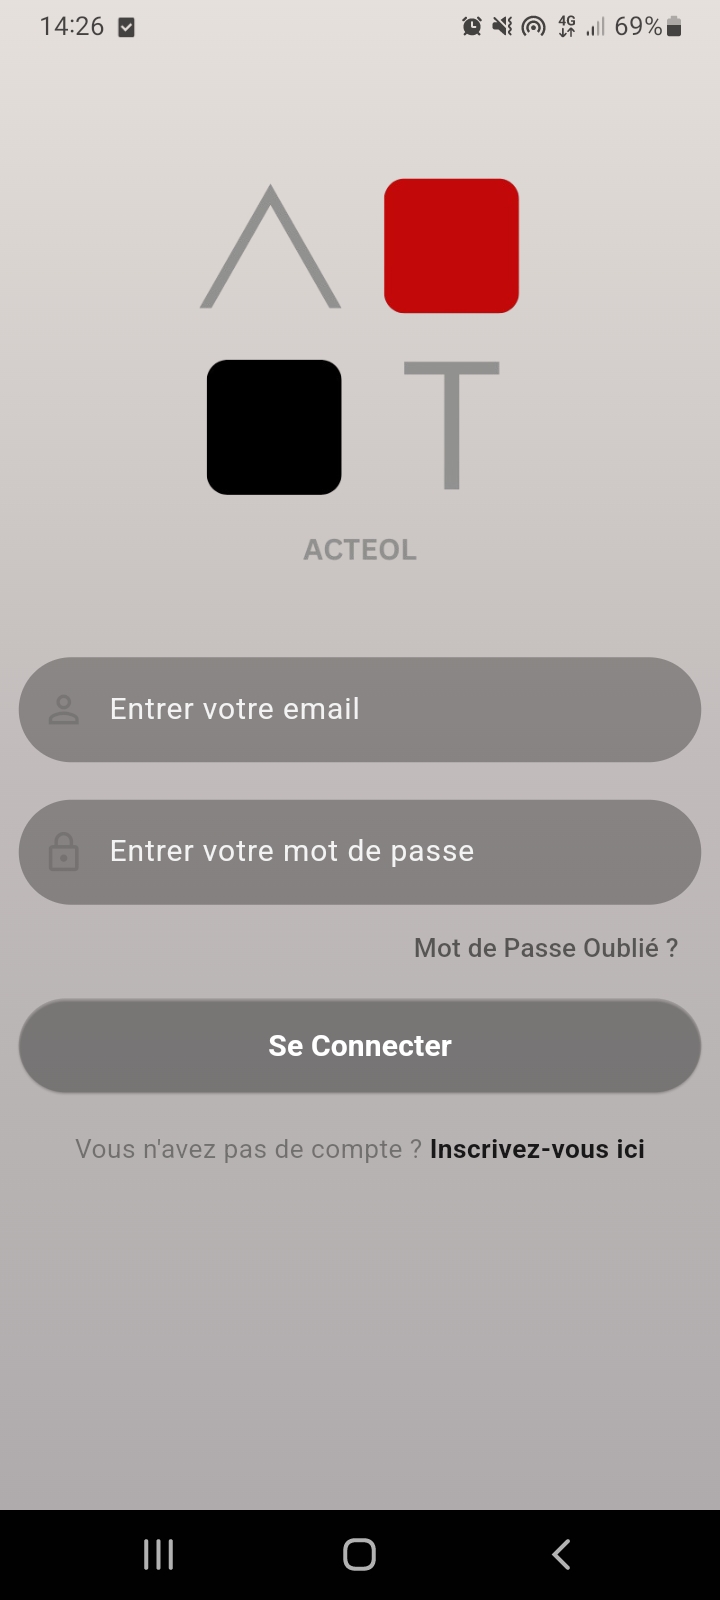 14:26
4G
69%
Λ
T
ACTEOL
Entrer votre email
Entrer votre mot de passe
Mot de Passe Oublié ?
Se Connecter
Vous n'avez pas de compte ? Inscrivez-vous ici